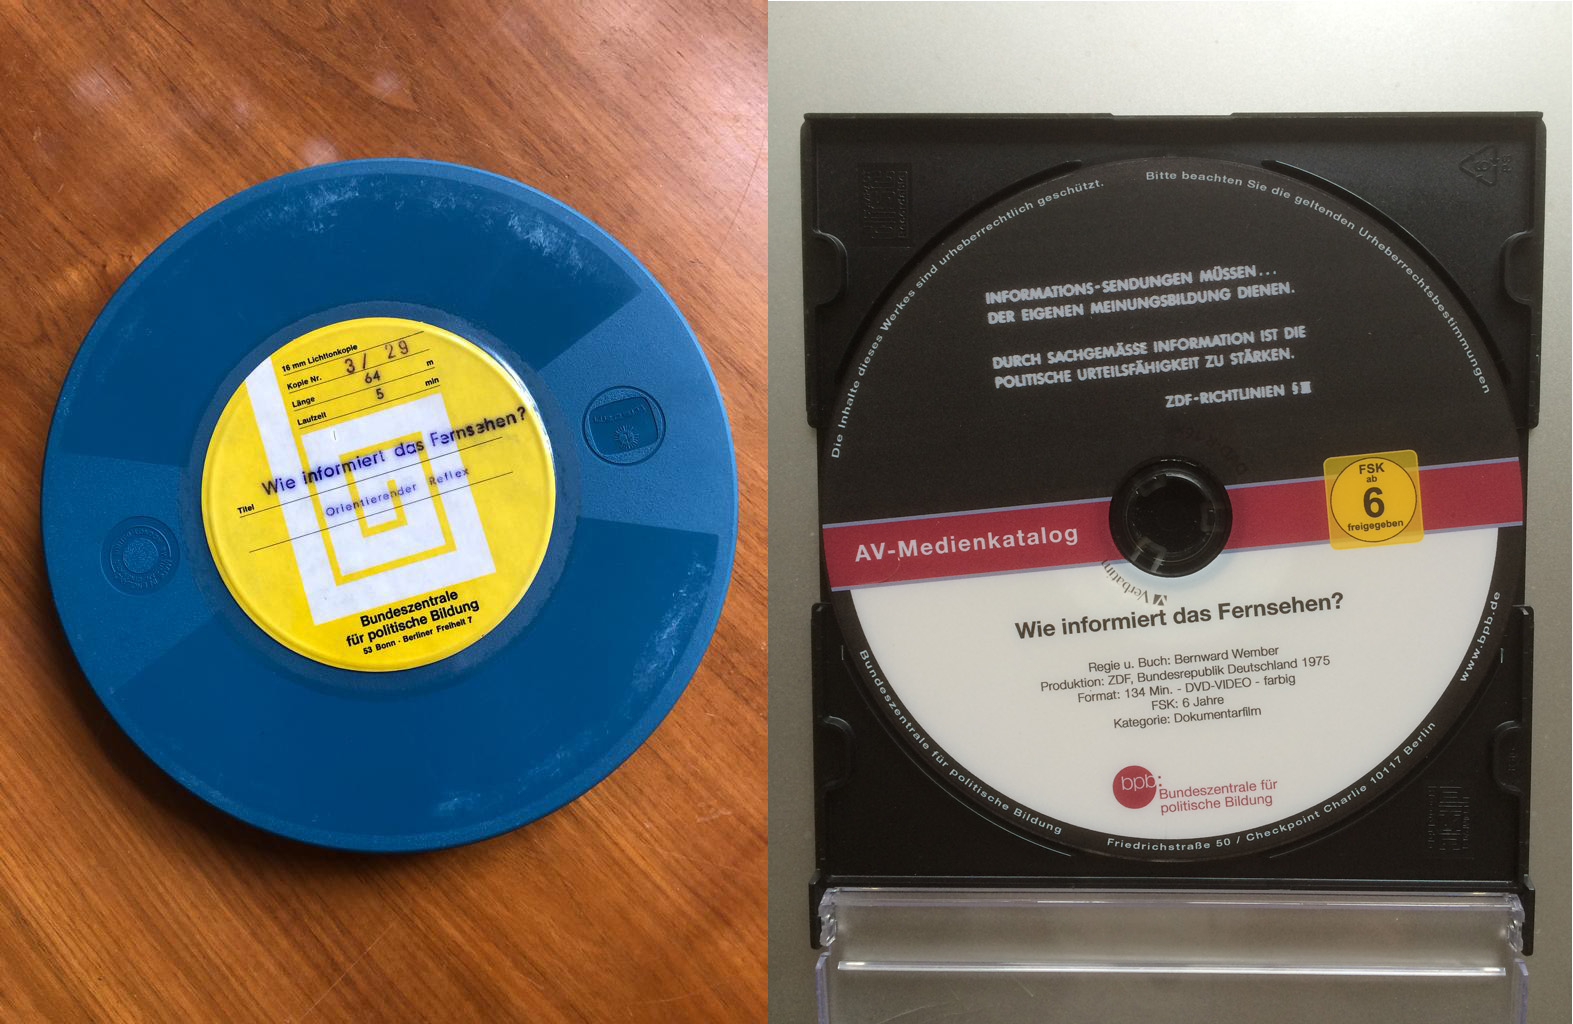 16 mm Lichttonkopie
Kopie Nr. 3 / 29
Länge 64 m
Laufzeit 5 min
Wie informiert das Fernsehen?
Titel
Orientierender Reflex
Bundeszentrale
für politische Bildung
53 Bonn · Berliner Freiheit 7
Die Inhalte dieses Werkes sind urheberrechtlich geschützt.
Bitte beachten Sie die geltenden Urheberrechtsbestimmungen
INFORMATIONS-SENDUNGEN MÜSSEN...
DER EIGENEN MEINUNGSBILDUNG DIENEN.
DURCH SACHGEMÄSSE INFORMATION IST DIE
POLITISCHE URTEILSFÄHIGKEIT ZU STÄRKEN.
ZDF-RICHTLINIEN § III
FSK
ab
6
freigegeben
AV-Medienkatalog
Verbatim
Wie informiert das Fernsehen?
Regie u. Buch: Bernward Wember
Produktion: ZDF, Bundesrepublik Deutschland 1975
Format: 134 Min. - DVD-VIDEO - farbig
FSK: 6 Jahre
Kategorie: Dokumentarfilm
bpb:
Bundeszentrale für
politische Bildung
Bundeszentrale für politische Bildung
Friedrichstraße 50 / Checkpoint Charlie 10117 Berlin
www.bpb.de